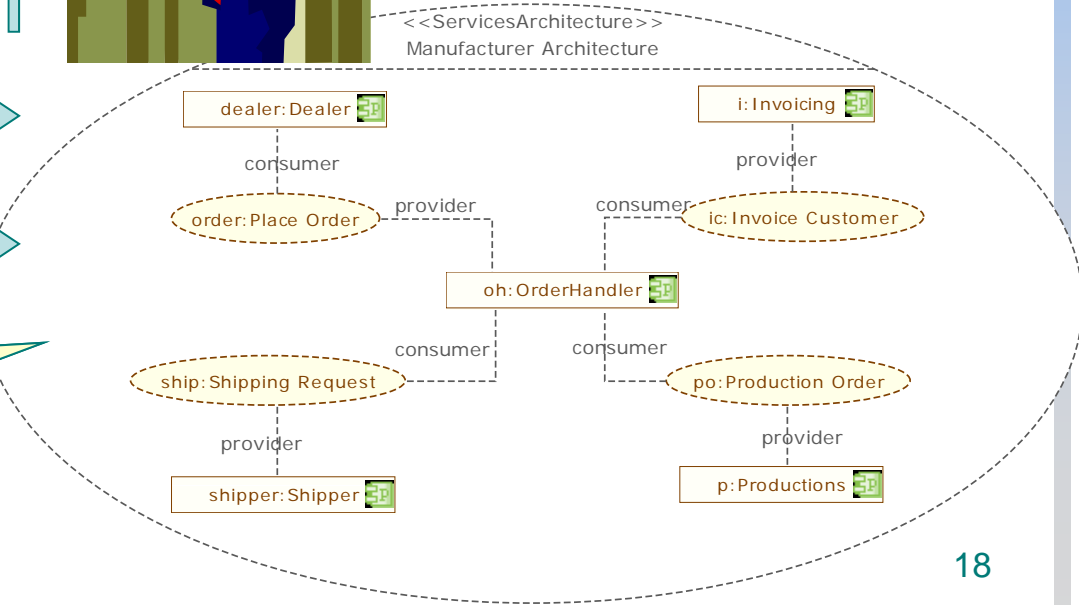 <<ServicesArchitecture>>
Manufacturer Architecture
dealer:Dealer
P
i:Invoicing
P
consumer
provider
order:Place Order
provider
consumer
ic:Invoice Customer
oh:OrderHandler
P
consumer
consumer
ship:Shipping Request
po:Production Order
provider
provider
shipper:Shipper
P
p:Productions
P
18